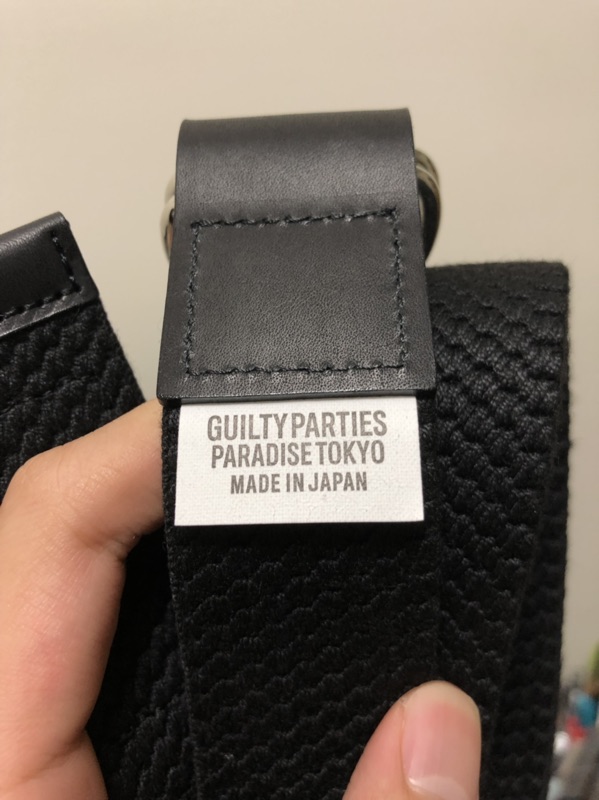 GUILTY PARTIES
PARADISE TOKYO
MADE IN JAPAN